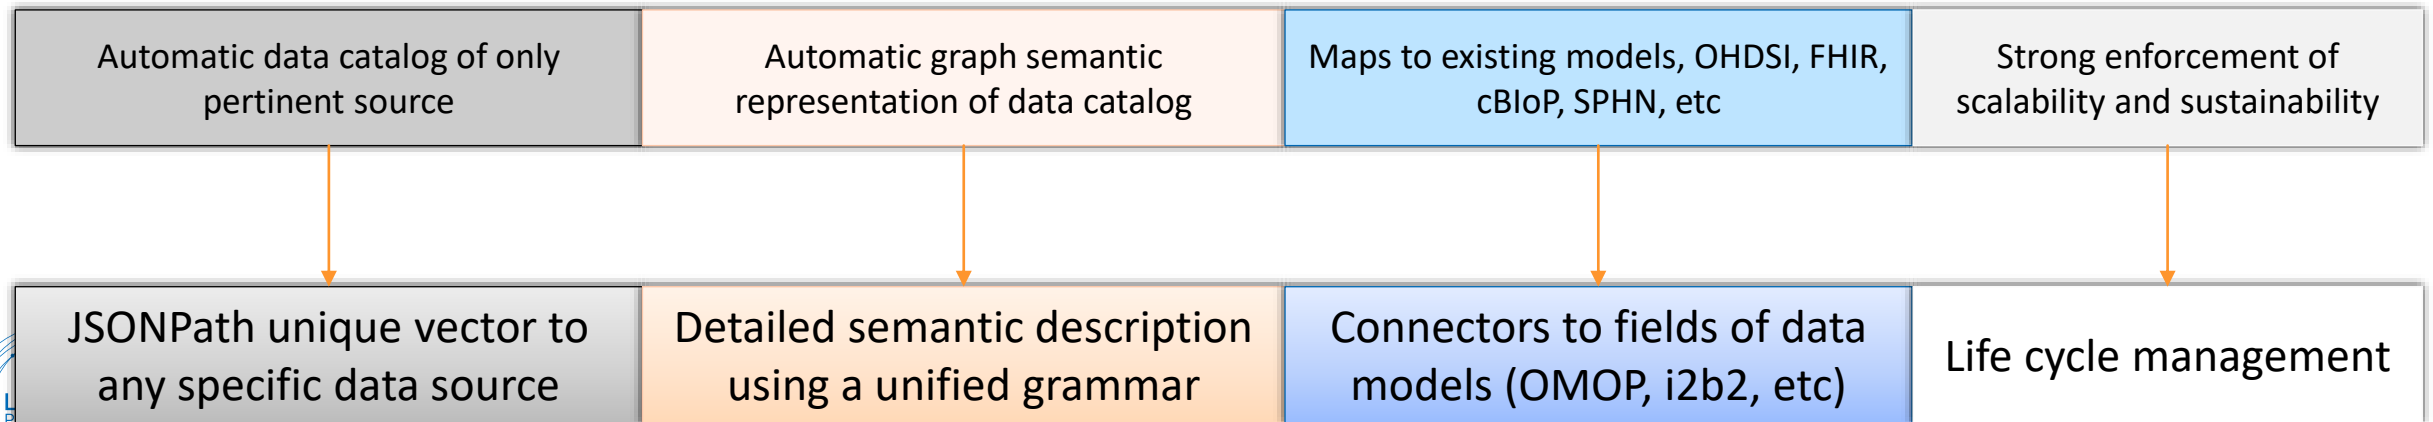 Automatic data catalog of only
pertinent source
Automatic graph semantic
representation of data catalog
Maps to existing models, OHDSI, FHIR,
cBIoP, SPHN, etc
Strong enforcement of
scalability and sustainability
JSONPath unique vector to
any specific data source
Detailed semantic description
using a unified grammar
Connectors to fields of data
models (OMOP, i2b2, etc)
Life cycle management